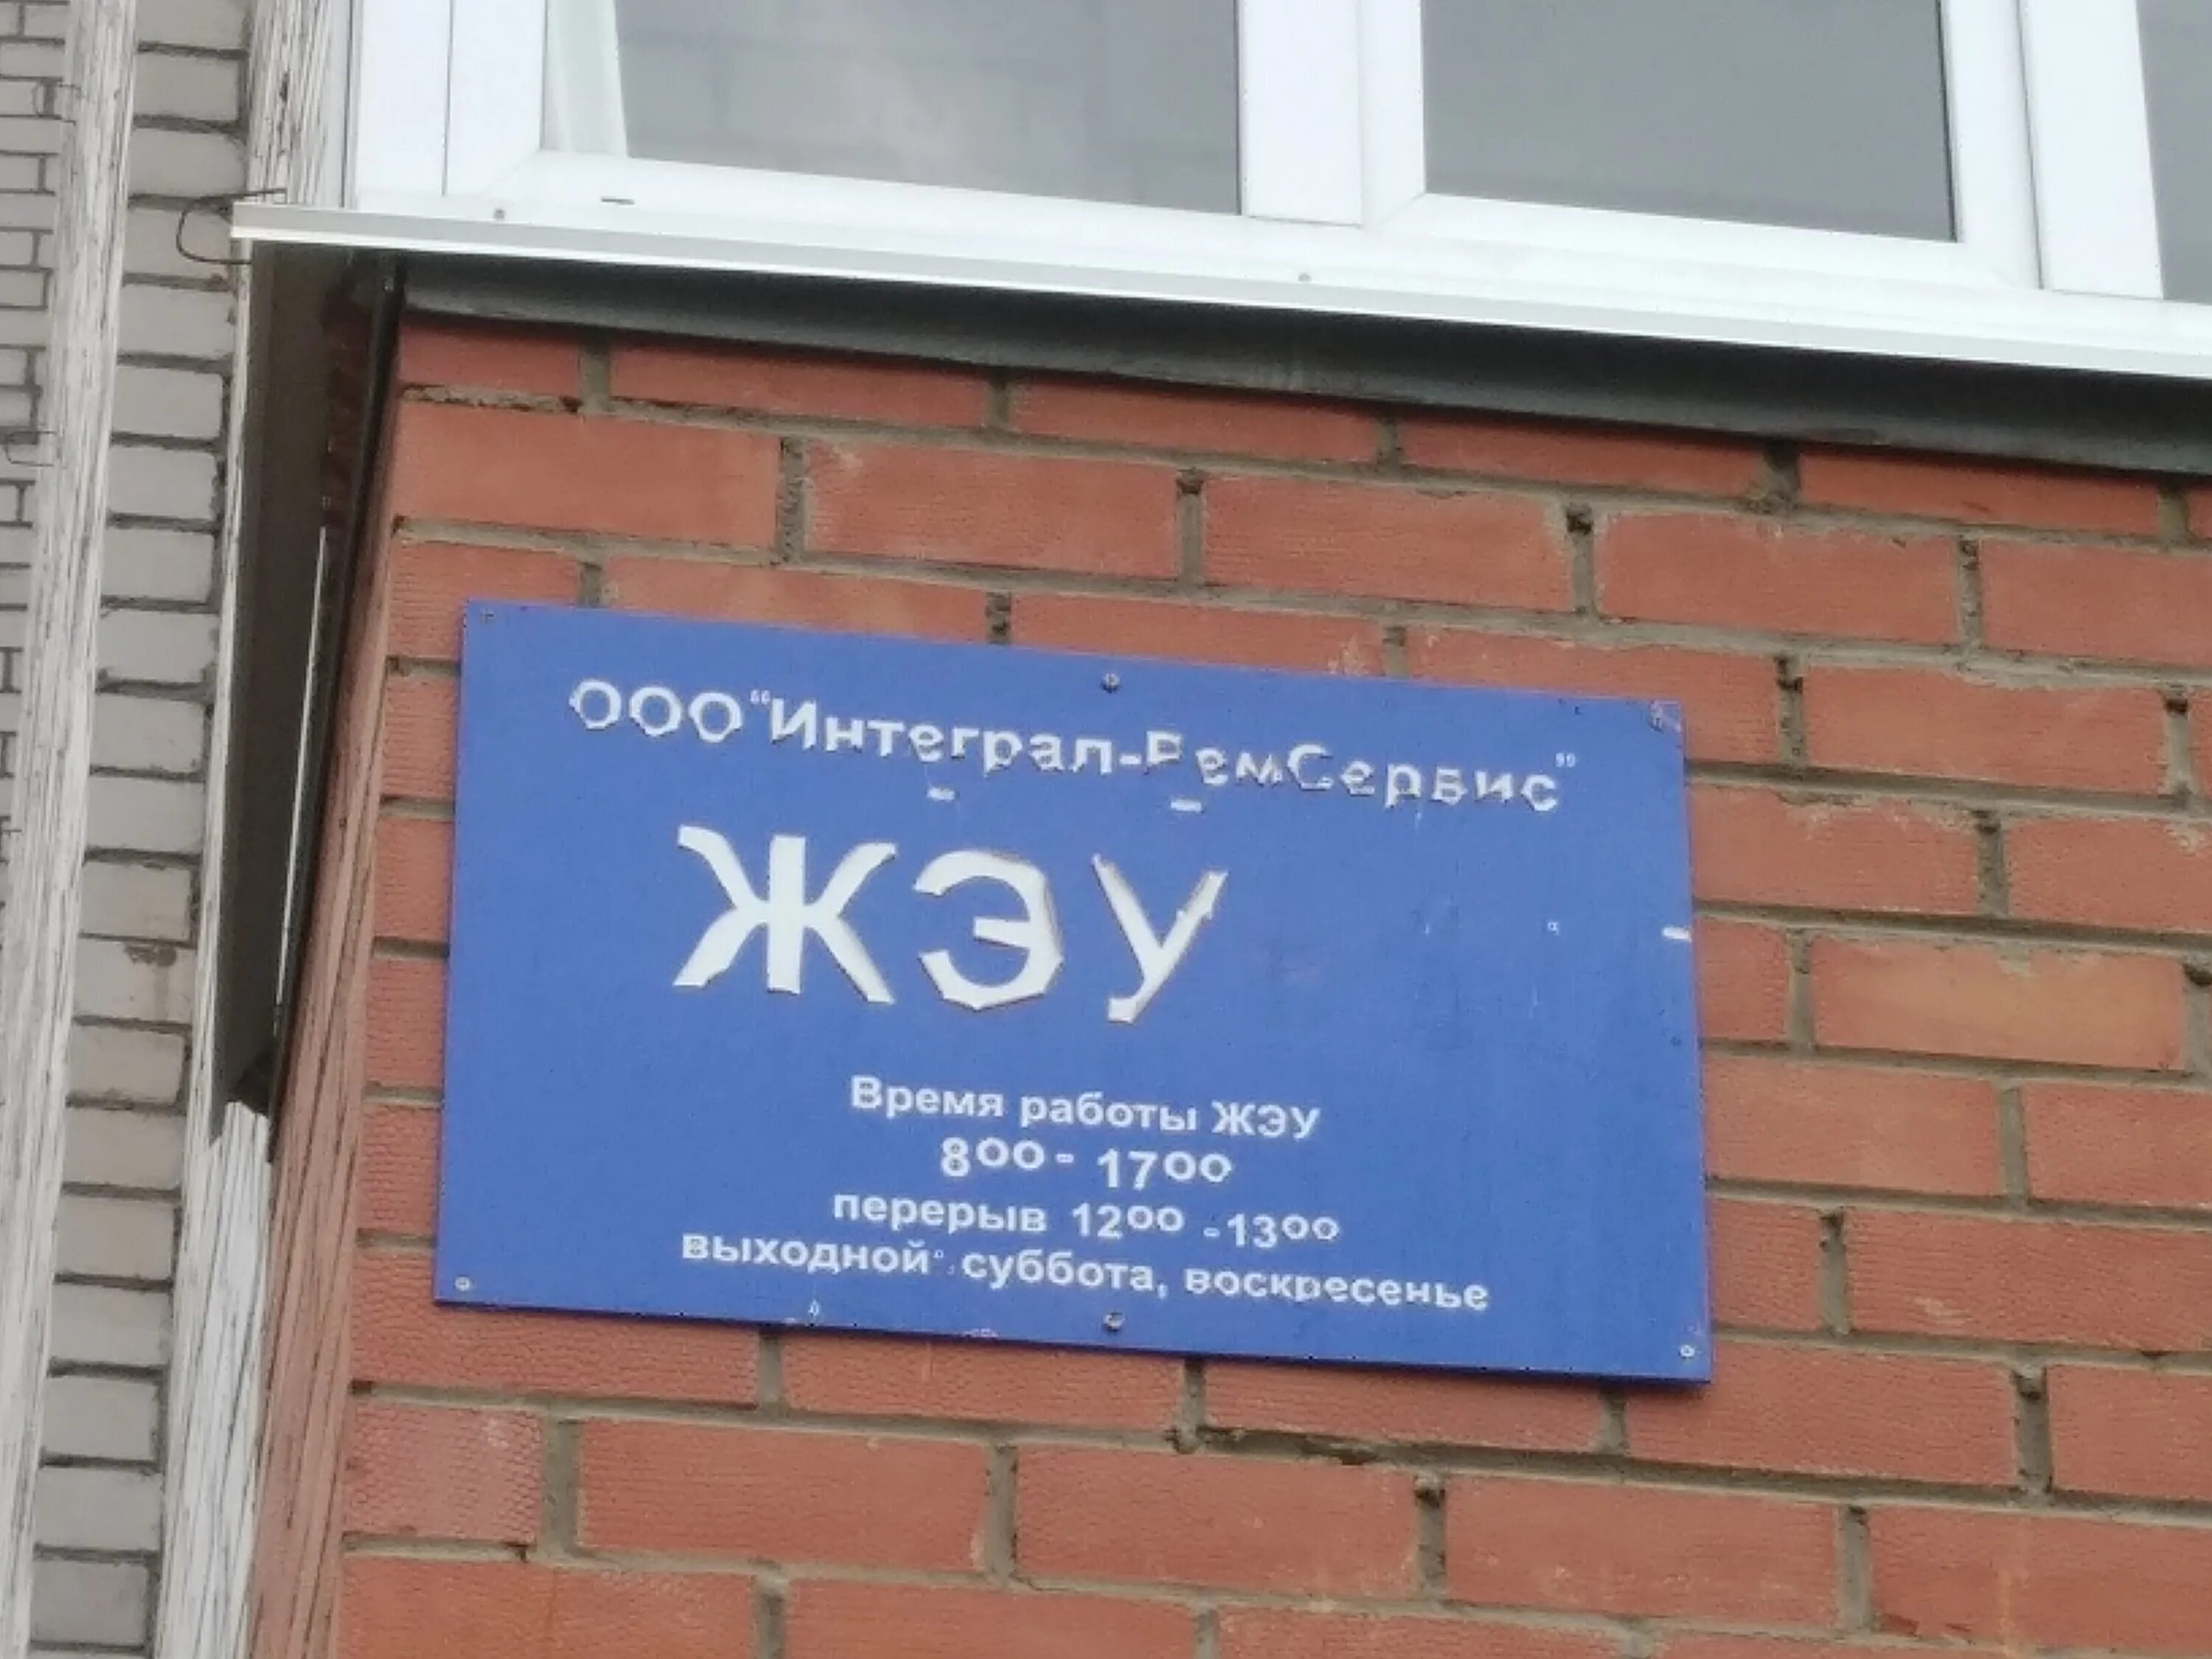 ООО "Интеграл-РемСервис"
ЖЭУ
Время работы ЖЭУ
8⁰⁰ - 17⁰⁰
перерыв 12⁰⁰ - 13⁰⁰
выходной: суббота, воскресенье